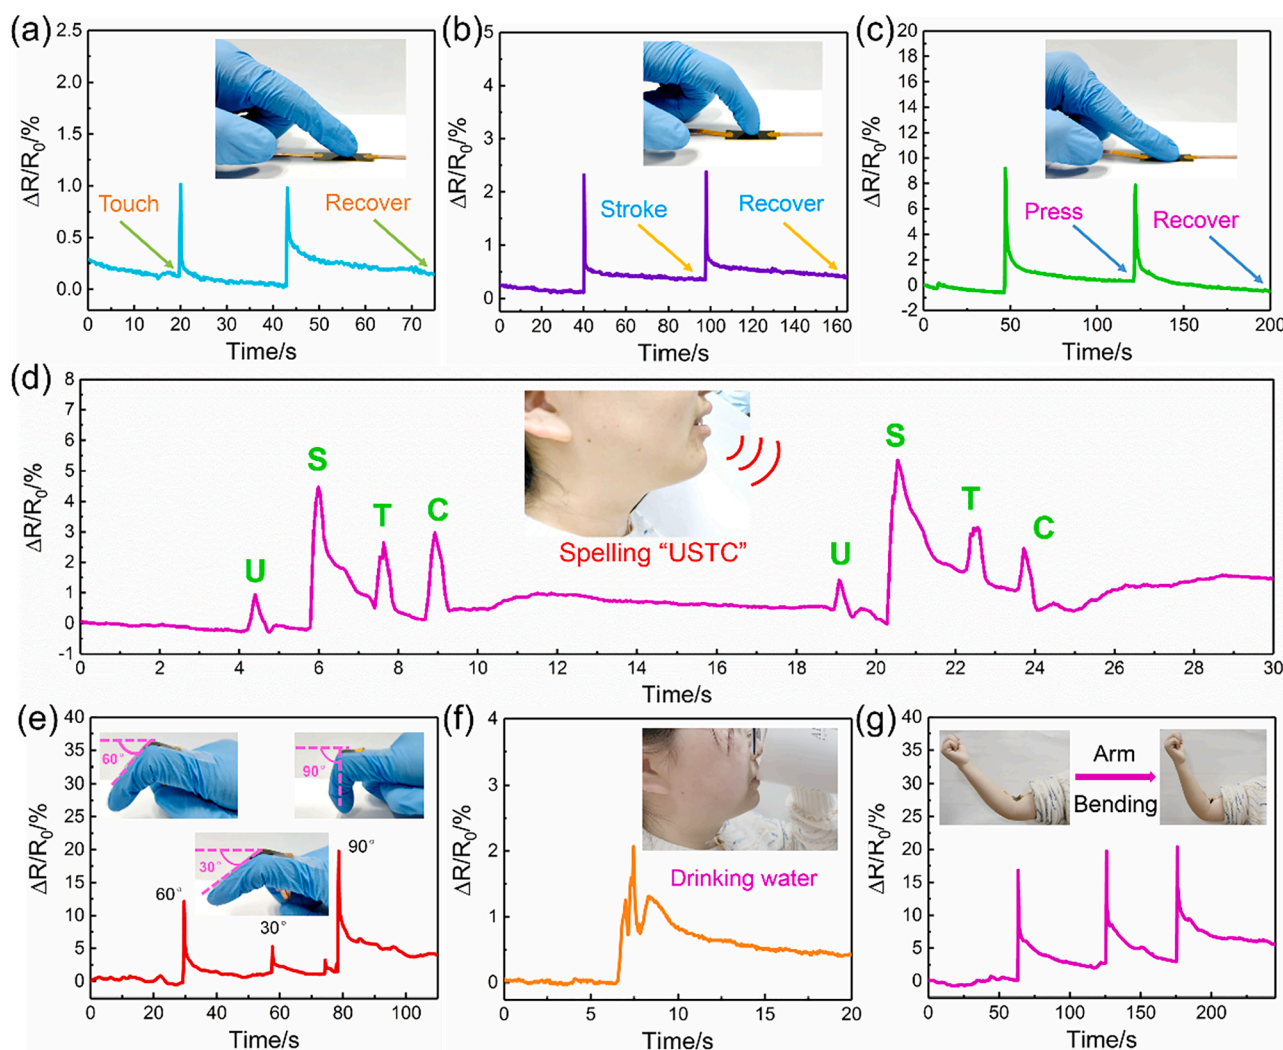 (a)
2.5
2.0
1.5
1.0
0.5
0.0
ΔR/R₀/%
Touch
Recover
0 10 20 30 40 50 60 70
Time/s
(b)
5
4
3
2
1
0
ΔR/R₀/%
Stroke
Recover
0 20 40 60 80 100 120 140 160
Time/s
(c)
20
18
16
14
12
10
8
6
4
2
0
-2
ΔR/R₀/%
Press
Recover
0 50 100 150 200
Time/s
(d)
8
7
6
5
4
3
2
1
0
-1
ΔR/R₀/%
U
S
T
C
Spelling “USTC”
U
S
T
C
0 2 4 6 8 10 12 14 16 18 20 22 24 26 28 30
Time/s
(e)
40
35
30
25
20
15
10
5
0
ΔR/R₀/%
60°
90°
30°
60°
30°
90°
0 20 40 60 80 100
Time/s
(f)
4
3
2
1
0
ΔR/R₀/%
Drinking water
0 5 10 15 20
Time/s
(g)
40
35
30
25
20
15
10
5
0
ΔR/R₀/%
Arm
Bending
0 50 100 150 200
Time/s